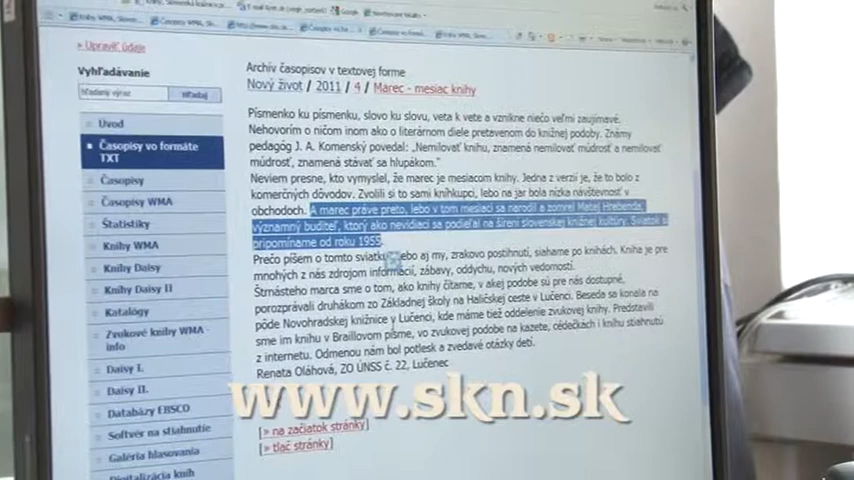 » Upraviť údaje
Vyhľadávanie
hľadaný výraz
hľadaj
Úvod
Časopisy vo formáte
TXT
Časopisy
Časopisy WMA
Štatistiky
Knihy WMA
Knihy Daisy
Knihy Daisy II
Katalógy
Zvukové knihy WMA -
info
Daisy I.
Daisy II.
Databázy EBSCO
Softvér na stiahnutie
Galéria hlasovania
Digitalizácia kníh
Archív časopisov v textovej forme
Nový život / 2011 / 4 / Marec - mesiac knihy
Písmenko ku písmenku, slovo ku slovu, veta k vete a vznikne niečo veľmi zaujímavé.
Nehovorím o ničom inom ako o literárnom diele pretavenom do knižnej podoby. Známy
pedagóg J. A. Komenský povedal: „Nemilovať knihu, znamená nemilovať múdrosť a nemilovať
múdrosť, znamená stávať sa hlupákom."
Neviem presne, kto vymyslel, že marec je mesiacom knihy. Jedna z verzií je, že to bolo z
komerčných dôvodov. Zvolili si to sami kníhkupci, lebo na jar bola nízka návštevnosť v
obchodoch. A marec práve preto, lebo v tom mesiaci sa narodil a zomrel Matej Hrebenda,
významný buditeľ, ktorý ako nevidiaci sa podieľal na šírení slovenskej knižnej kultúry. Sviatok si
pripomíname od roku 1955.
Prečo píšem o tomto sviatku? Lebo aj my, zrakovo postihnutí, siahame po knihách. Kniha je pre
mnohých z nás zdrojom informácií, zábavy, oddychu, nových vedomostí.
Štrnásteho marca sme o tom, ako knihy čítame, v akej podobe sú pre nás dostupné,
porozprávali druhákom zo Základnej školy na Haličskej ceste v Lučenci. Beseda sa konala na
pôde Novohradskej knižnice v Lučenci, kde máme tiež oddelenie zvukovej knihy. Predstavili
sme im knihu v Braillovom písme, vo zvukovej podobe na kazete, cédečkách i knihu stiahnutú
z internetu. Odmenou nám bol potlesk a zvedavé otázky detí.
Renata Oláhová, ZO ÚNSS č. 22, Lučenec
www.skn.sk
[» na začiatok stránky]
[» tlač stránky]